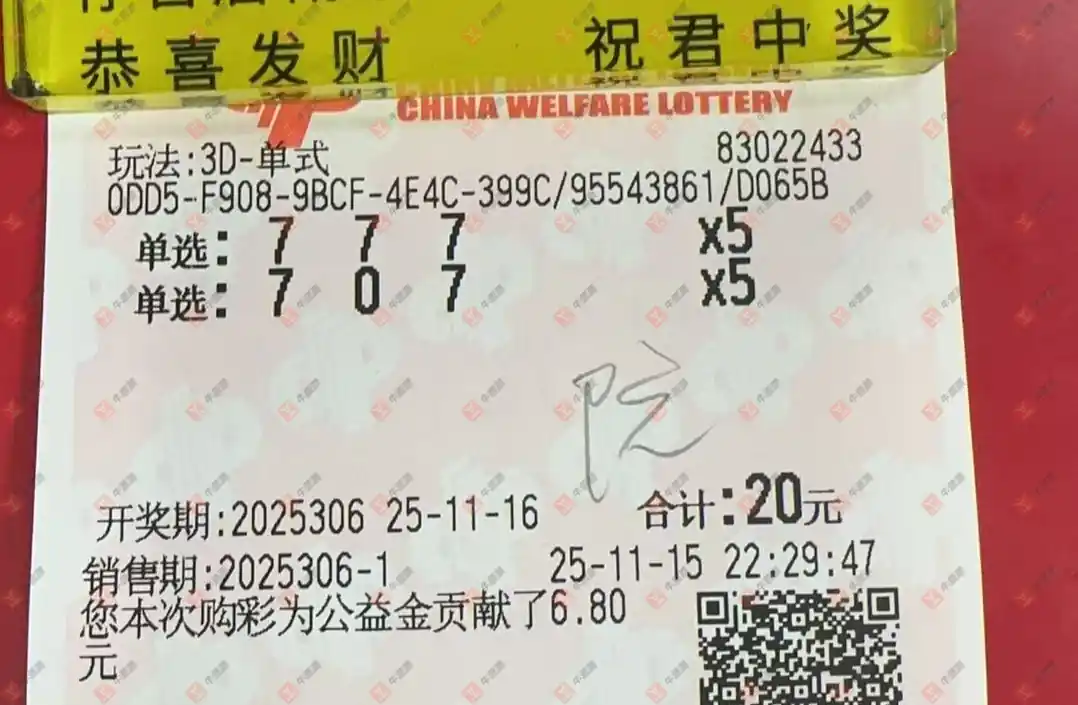 恭喜发财 祝君中奖
CHINA WELFARE LOTTERY
玩法:3D-单式 83022433
0DD5-F908-9BCF-4E4C-399C/95543861/D065B
单选: 7 7 7 x5
单选: 7 0 7 x5
院
开奖期:2025306 25-11-16 合计:20元
销售期:2025306-1 25-11-15 22:29:47
您本次购彩为公益金贡献了6.80
元